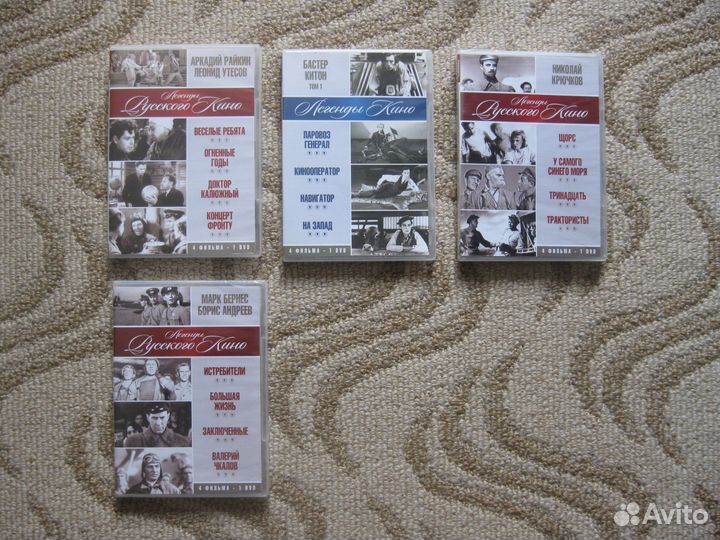 АРКАДИЙ РАЙКИН
ЛЕОНИД УТЕСОВ
Легенды
Русского Кино
ВЕСЕЛЫЕ РЕБЯТА
ОГНЕННЫЕ
ГОДЫ
ДОКТОР
КАЛЮЖНЫЙ
КОНЦЕРТ
ФРОНТУ
4 ФИЛЬМА - 1 DVD
БАСТЕР
КИТОН
ТОМ 1
Легенды Кино
ПАРОВОЗ
ГЕНЕРАЛ
КИНООПЕРАТОР
НАВИГАТОР
НА ЗАПАД
4 ФИЛЬМА - 1 DVD
НИКОЛАЙ
КРЮЧКОВ
Легенды
Русского Кино
ЩОРС
У САМОГО
СИНЕГО МОРЯ
ТРИНАДЦАТЬ
ТРАКТОРИСТЫ
4 ФИЛЬМА - 1 DVD
МАРК БЕРНЕС
БОРИС АНДРЕЕВ
Легенды
Русского Кино
ИСТРЕБИТЕЛИ
БОЛЬШАЯ
ЖИЗНЬ
ЗАКЛЮЧЕННЫЕ
ВАЛЕРИЙ
ЧКАЛОВ
4 ФИЛЬМА - 1 DVD
Avito